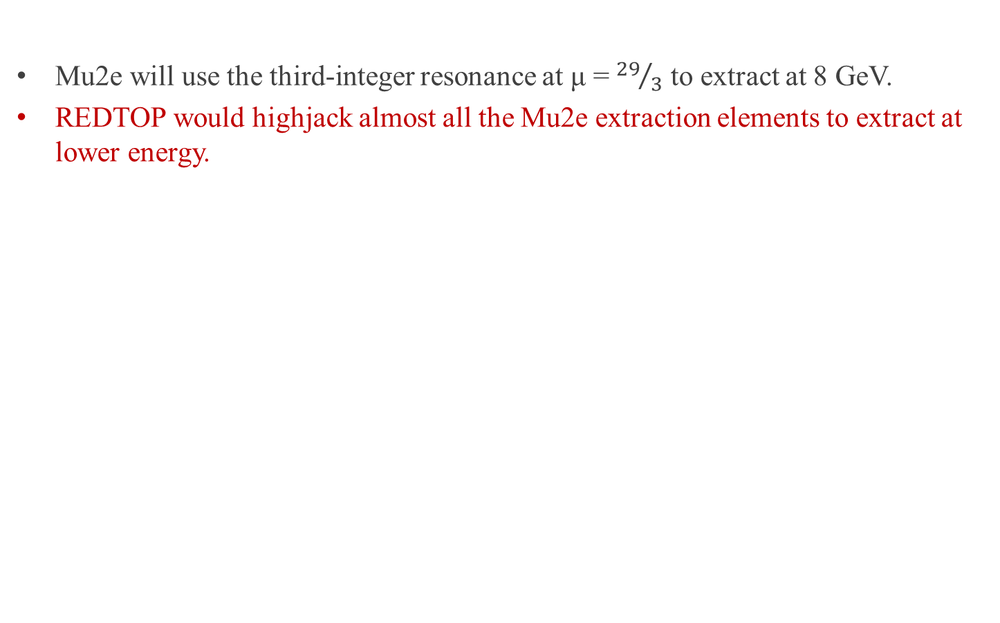 • Mu2e will use the third-integer resonance at μ = 29/3 to extract at 8 GeV.
• REDTOP would highjack almost all the Mu2e extraction elements to extract at
lower energy.